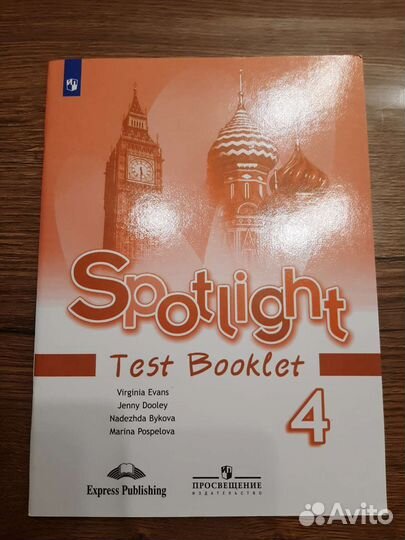 Spotlight
Test Booklet
Virginia Evans
Jenny Dooley
Nadezhda Bykova
Marina Pospelova
4
Express Publishing
ПРОСВЕЩЕНИЕ
ИЗДАТЕЛЬСТВО
Avito